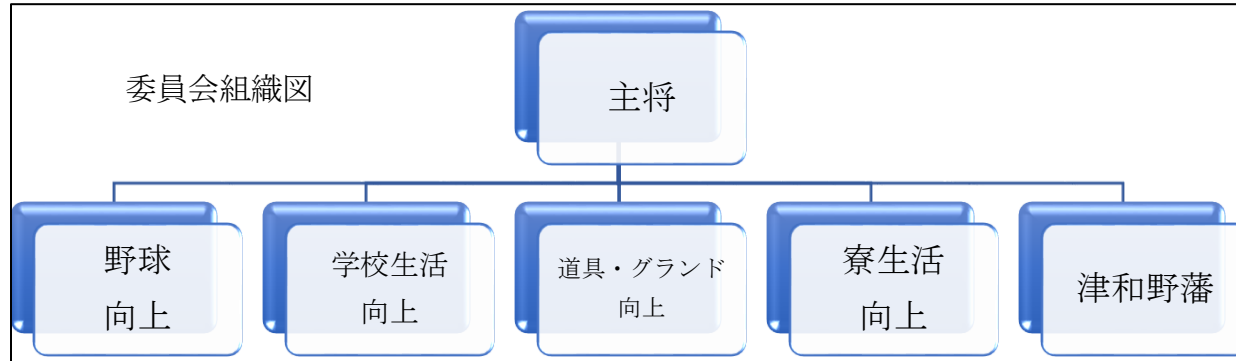 委員会組織図
主将
野球
向上
学校生活
向上
道具・グランド
向上
寮生活
向上
津和野藩